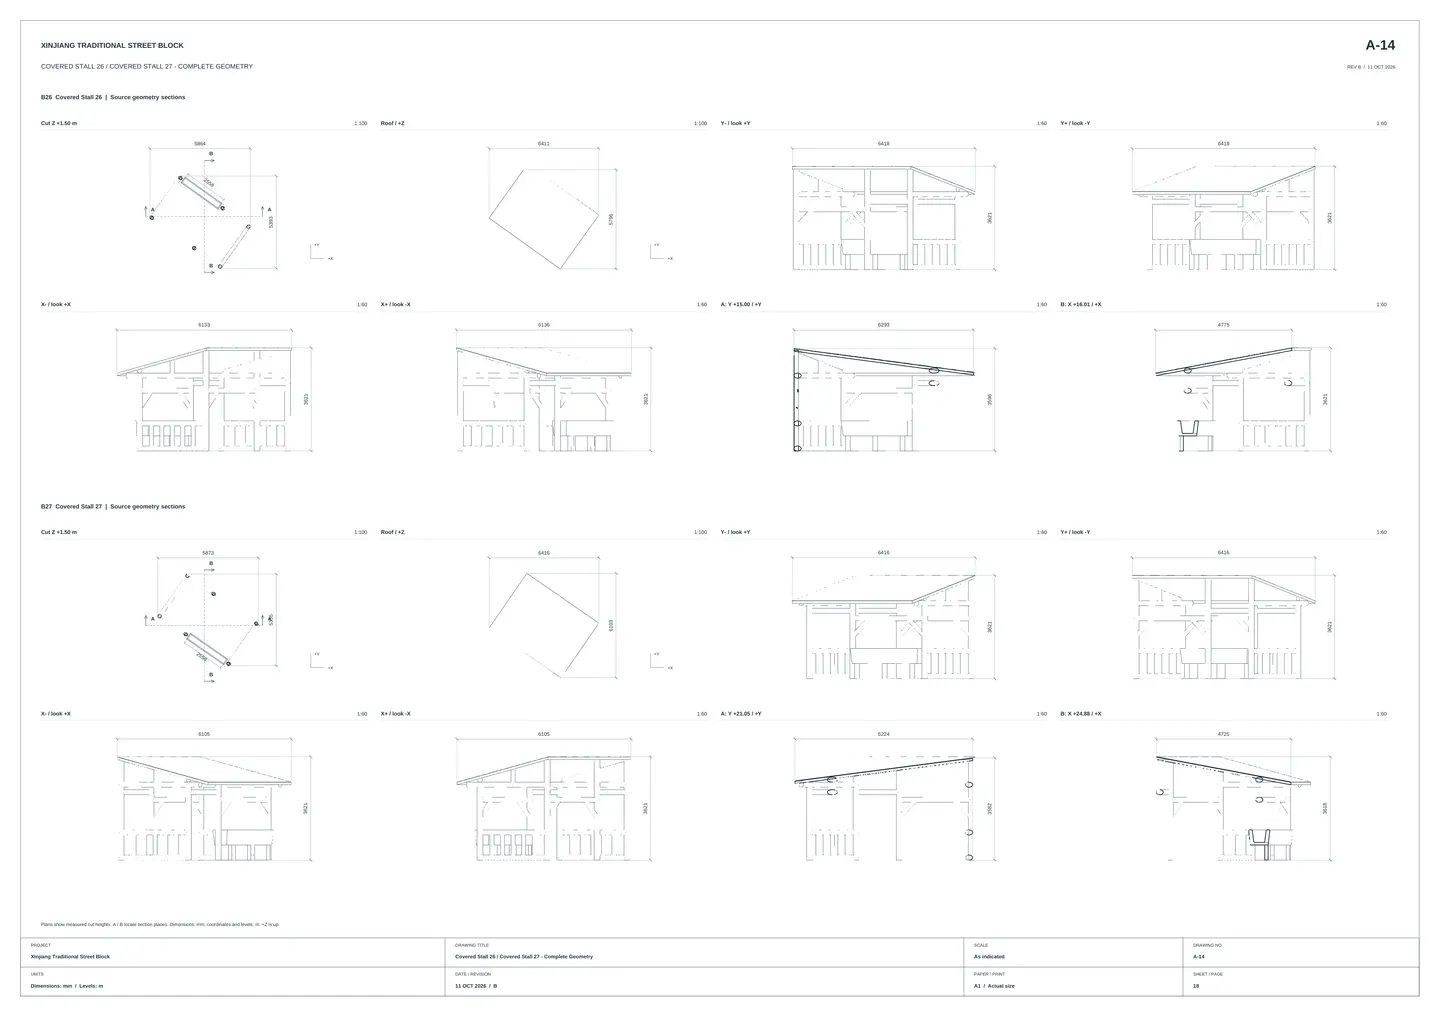 XINJIANG TRADITIONAL STREET BLOCK
A-14
COVERED STALL 26 / COVERED STALL 27 - COMPLETE GEOMETRY
REV B / 11 OCT 2026
B26 Covered Stall 26 | Source geometry sections
Cut Z +1.50 m 1:100
Roof / +Z 1:100
Y- / look +Y 1:60
Y+ / look -Y 1:60
5864
B
2558
A
A
5393
B
+Y
+X
6411
5796
+Y
+X
6418
3621
6418
3621
X- / look +X 1:60
X+ / look -X 1:60
A: Y +15.00 / +Y 1:60
B: X +16.01 / +X 1:60
6133
3621
6136
3621
6293
3596
4775
3621
B27 Covered Stall 27 | Source geometry sections
Cut Z +1.50 m 1:100
Roof / +Z 1:100
Y- / look +Y 1:60
Y+ / look -Y 1:60
5873
B
A
B
+Y
+X
6416
6103
+Y
+X
6416
3621
6416
3621
X- / look +X 1:60
X+ / look -X 1:60
A: Y +21.05 / +Y 1:60
B: X +24.88 / +X 1:60
6105
3621
6105
3621
6224
3582
4725
3618
Plans show measured cut heights. A / B locate section planes. Dimensions: mm; coordinates and levels: m. +Z is up.
PROJECT
Xinjiang Traditional Street Block
DRAWING TITLE
Covered Stall 26 / Covered Stall 27 - Complete Geometry
SCALE
As indicated
DRAWING NO.
A-14
UNITS
Dimensions: mm / Levels: m
DATE / REVISION
11 OCT 2026 / B
PAPER / PRINT
A1 / Actual size
SHEET / PAGE
18